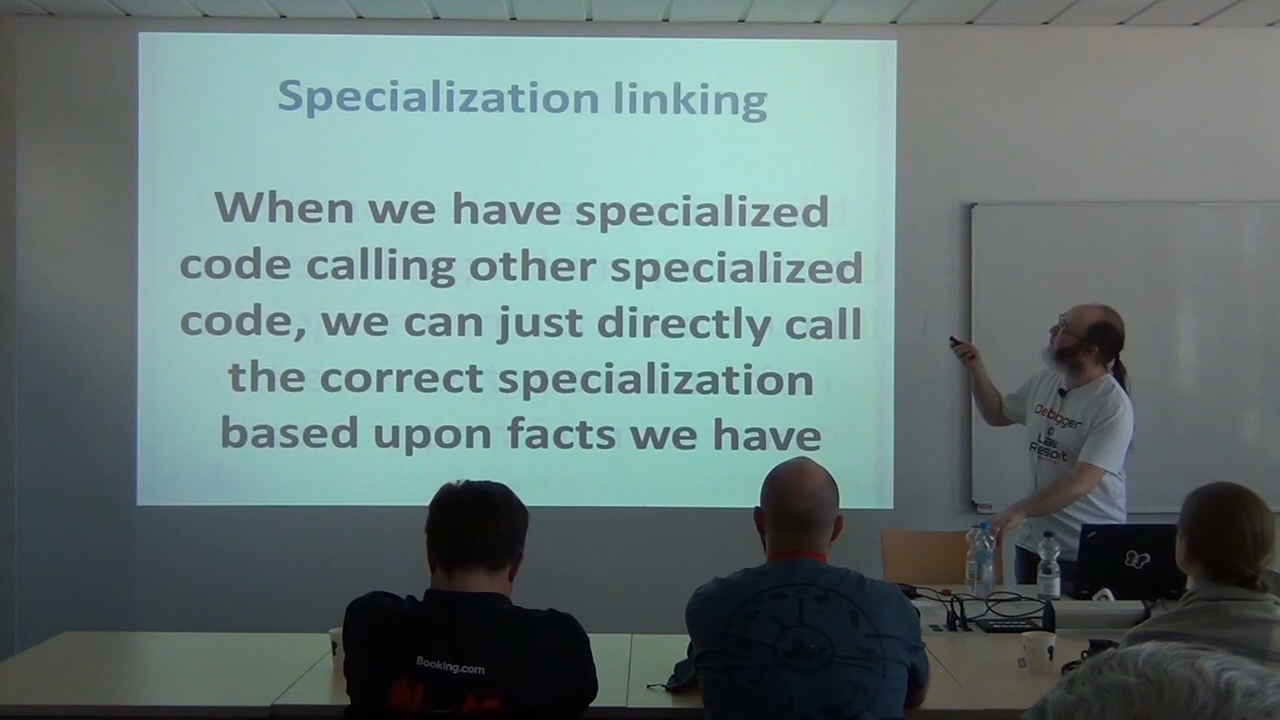 Specialization linking
When we have specialized
code calling other specialized
code, we can just directly call
the correct specialization
based upon facts we have
Debugger
Last
Resort
Booking.com